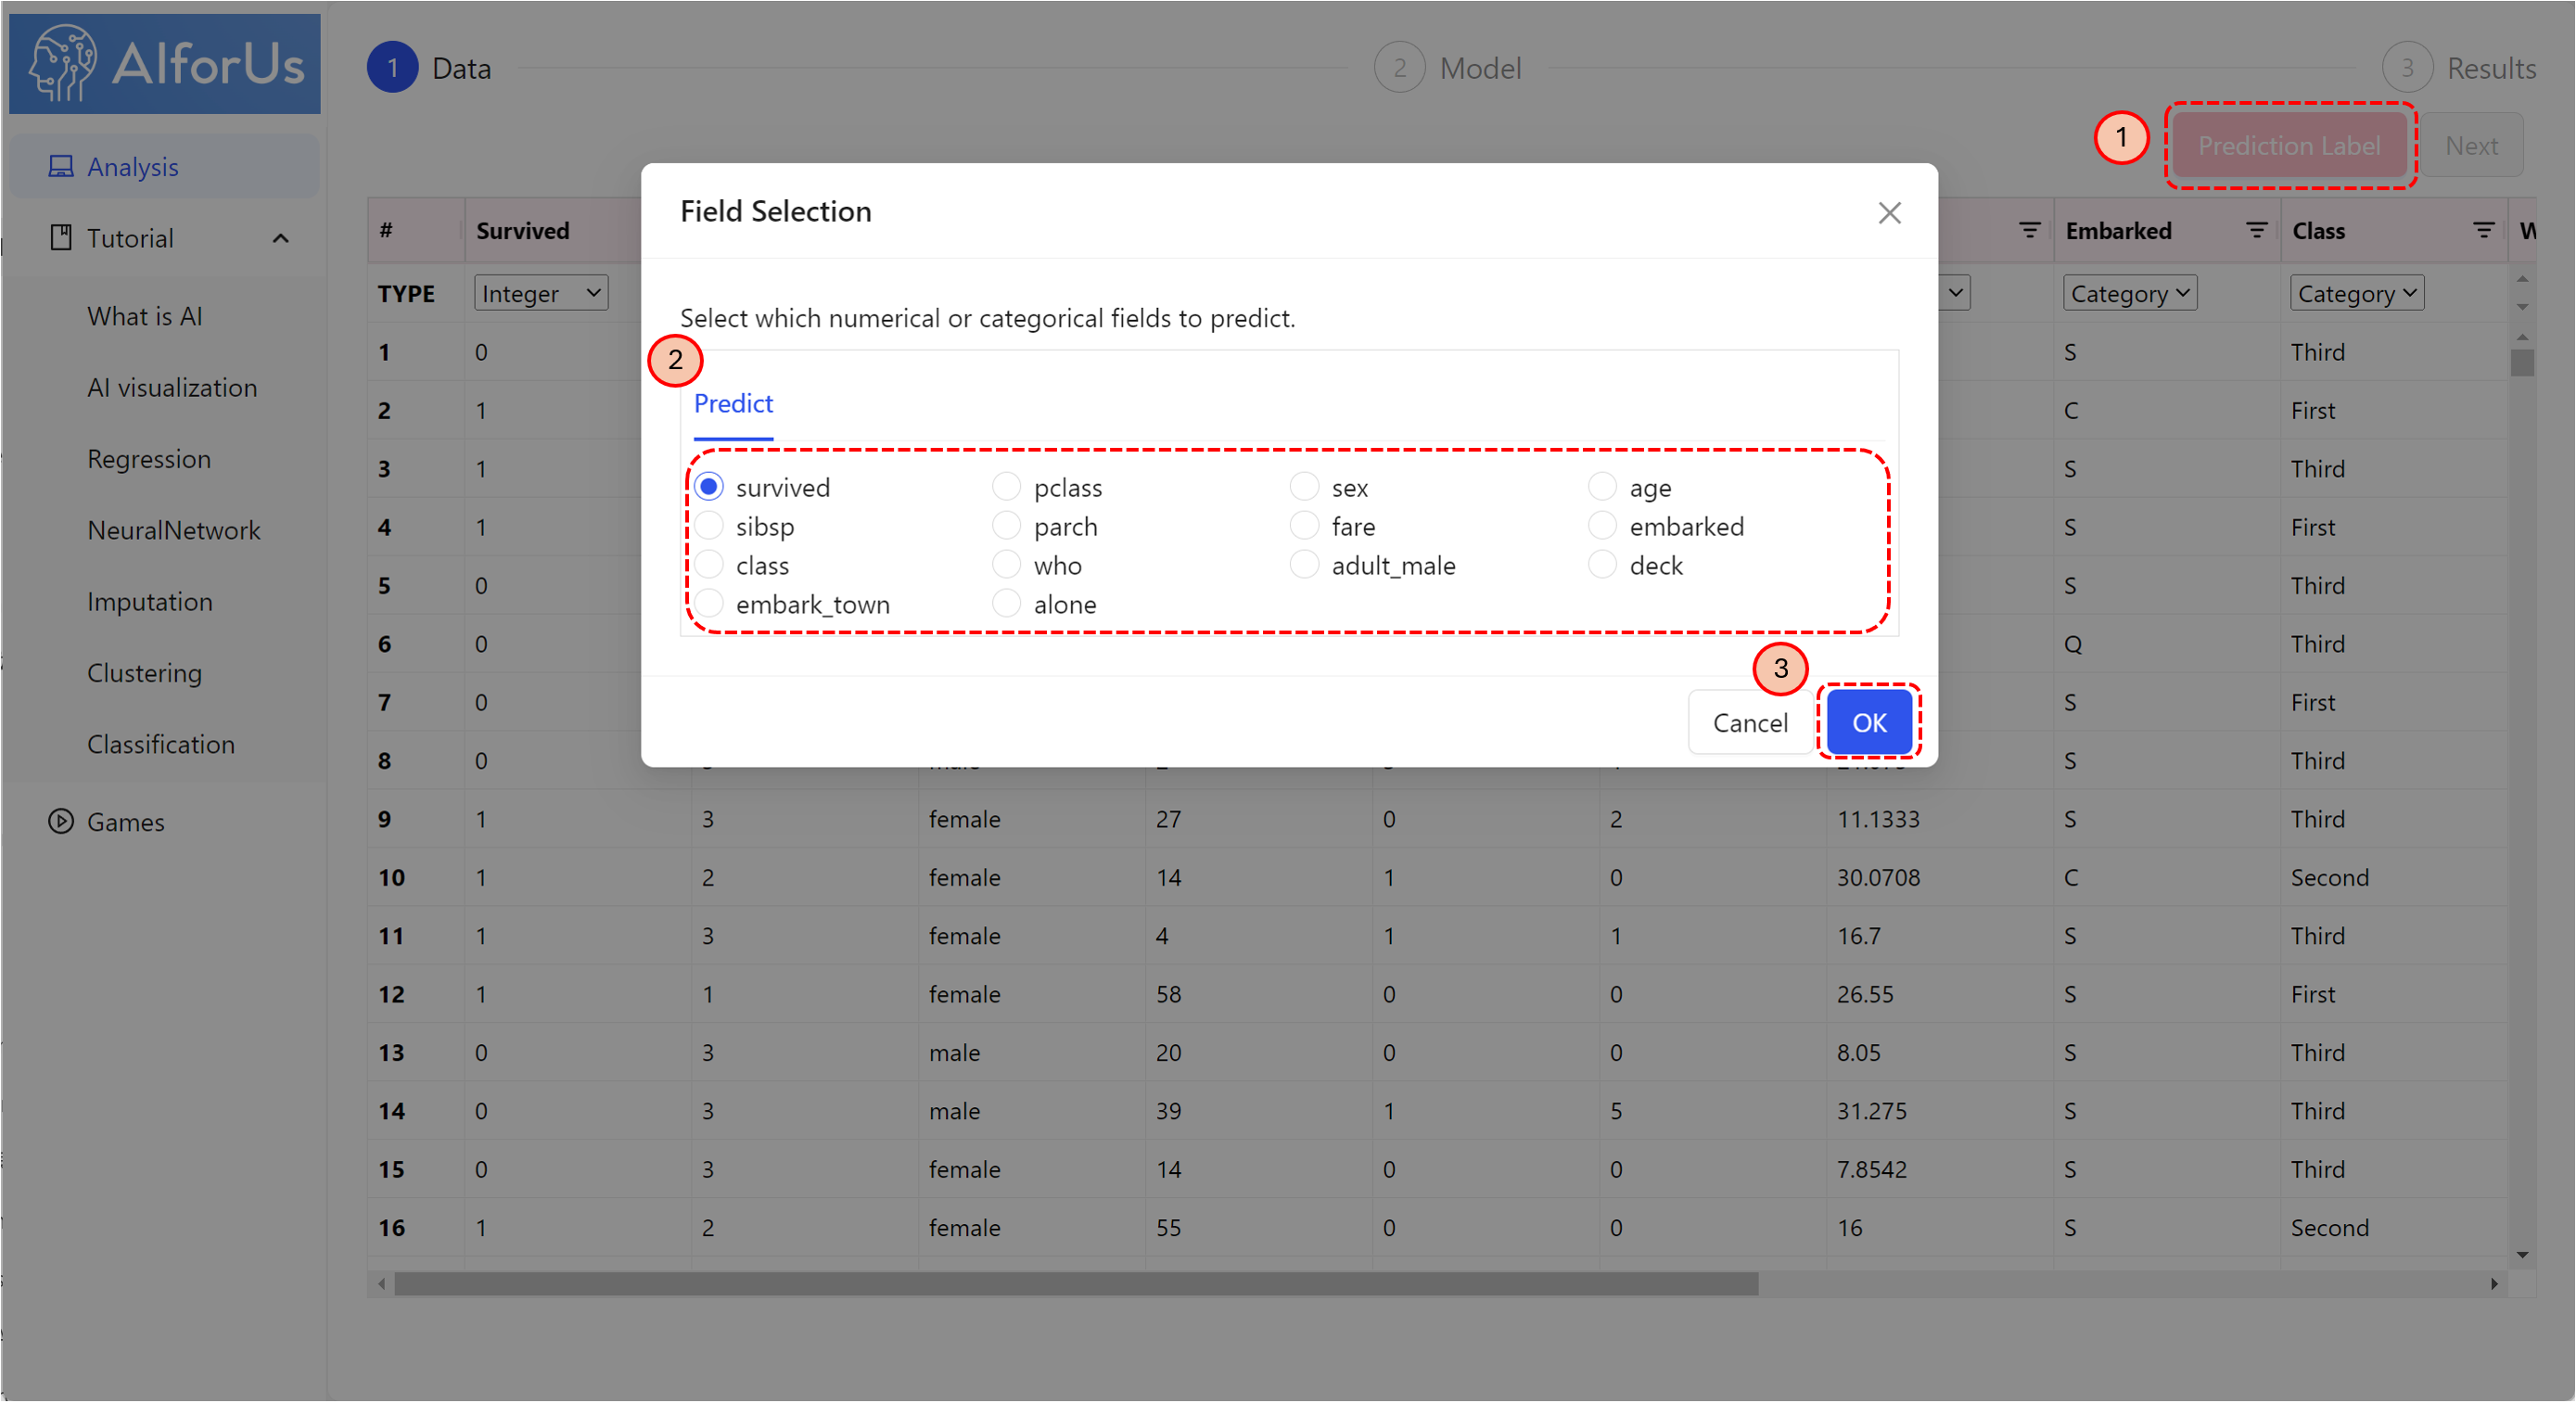 AIforUs
1 Data
2 Model
3 Results
1
Prediction Label
Next
Analysis
Tutorial
What is AI
AI visualization
Regression
NeuralNetwork
Imputation
Clustering
Classification
Games
Field Selection
Select which numerical or categorical fields to predict.
2
Predict
survived pclass sex age
sibsp parch fare embarked
class who adult_male deck
embark_town alone
3
Cancel OK
# Survived Embarked Class
TYPE Integer Category Category
1 0 S Third
2 1 C First
3 1 S Third
4 1 S First
5 0 S Third
6 0 Q Third
7 0 S First
8 0 S Third
9 1 3 female 27 0 2 11.1333 S Third
10 1 2 female 14 1 0 30.0708 C Second
11 1 3 female 4 1 1 16.7 S Third
12 1 1 female 58 0 0 26.55 S First
13 0 3 male 20 0 0 8.05 S Third
14 0 3 male 39 1 5 31.275 S Third
15 0 3 female 14 0 0 7.8542 S Third
16 1 2 female 55 0 0 16 S Second